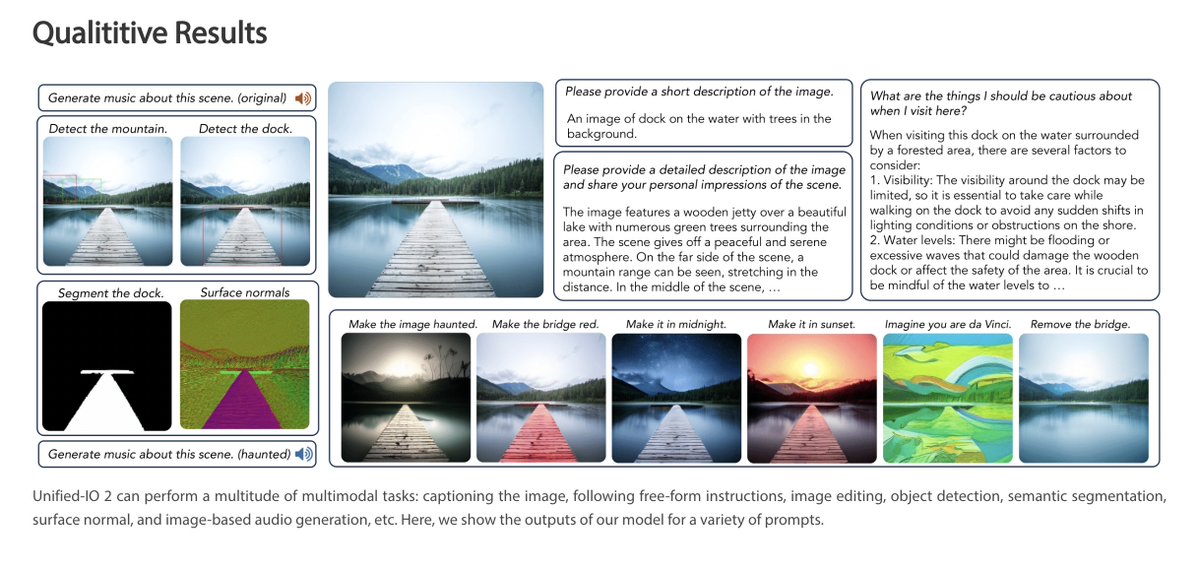 Qualititive Results
Generate music about this scene. (original)
Detect the mountain.
Detect the dock.
Segment the dock.
Surface normals
Generate music about this scene. (haunted)
Please provide a short description of the image.
An image of dock on the water with trees in the
background.
Please provide a detailed description of the image
and share your personal impressions of the scene.
The image features a wooden jetty over a beautiful
lake with numerous green trees surrounding the
area. The scene gives off a peaceful and serene
atmosphere. On the far side of the scene, a
mountain range can be seen, stretching in the
distance. In the middle of the scene, …
What are the things I should be cautious about
when I visit here?
When visiting this dock on the water surrounded
by a forested area, there are several factors to
consider:
1. Visibility: The visibility around the dock may be
limited, so it is essential to take care while
walking on the dock to avoid any sudden shifts in
lighting conditions or obstructions on the shore.
2. Water levels: There might be flooding or
excessive waves that could damage the wooden
dock or affect the safety of the area. It is crucial to
be mindful of the water levels to …
Make the image haunted.
Make the bridge red.
Make it in midnight.
Make it in sunset.
Imagine you are da Vinci.
Remove the bridge.
Unified-IO 2 can perform a multitude of multimodal tasks: captioning the image, following free-form instructions, image editing, object detection, semantic segmentation,
surface normal, and image-based audio generation, etc. Here, we show the outputs of our model for a variety of prompts.